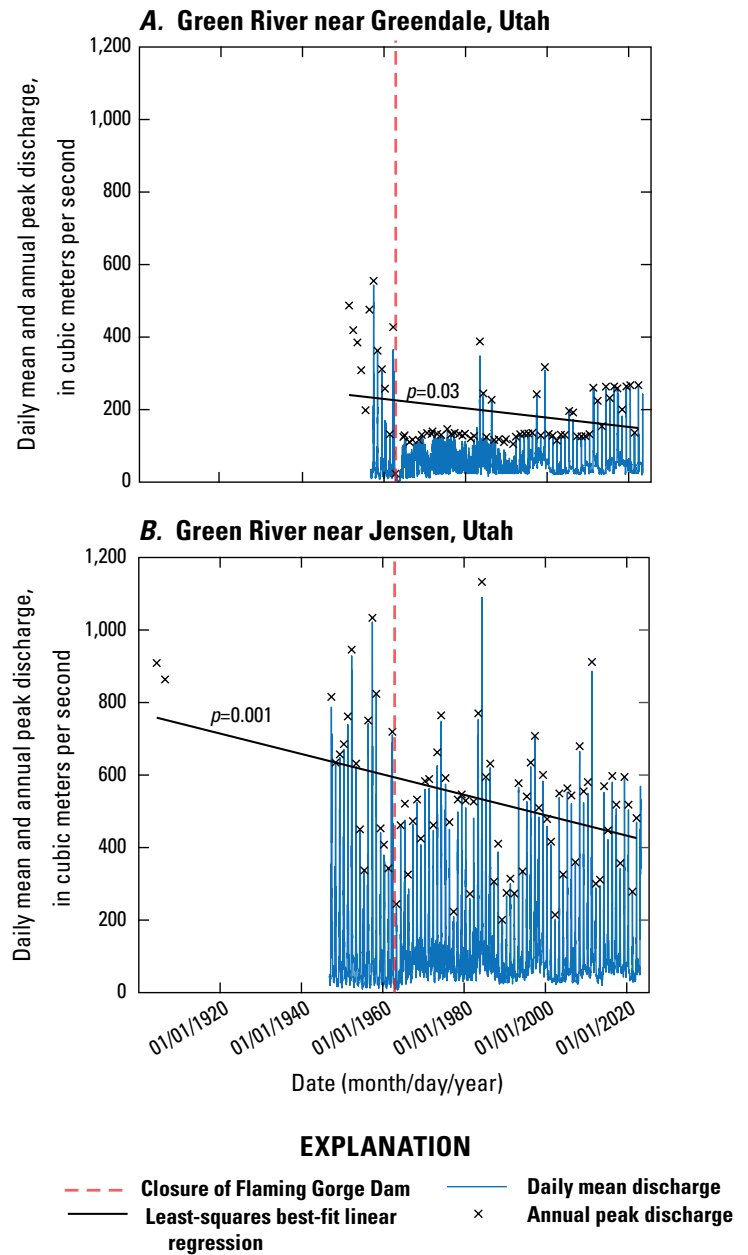 A. Green River near Greendale, Utah
Daily mean and annual peak discharge,
in cubic meters per second
1,200
1,000
800
600
400
200
0
p=0.03
B. Green River near Jensen, Utah
Daily mean and annual peak discharge,
in cubic meters per second
1,200
1,000
800
600
400
200
0
p=0.001
01/01/1920
01/01/1940
01/01/1960
01/01/1980
01/01/2000
01/01/2020
Date (month/day/year)
EXPLANATION
Closure of Flaming Gorge Dam
Least-squares best-fit linear
regression
Daily mean discharge
Annual peak discharge